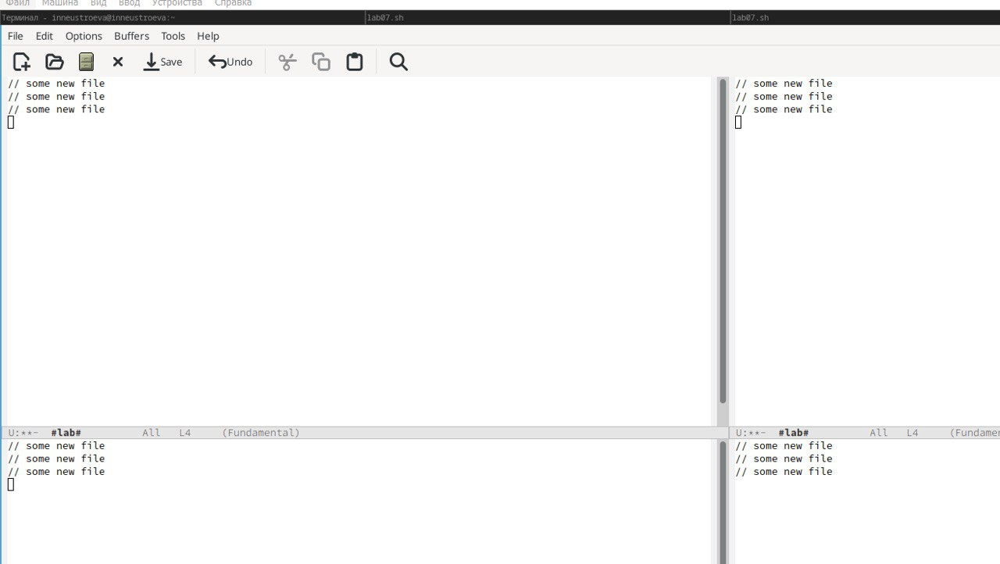 Файл Машина Вид Ввод Устройства Справка
Терминал - inneustroeva@inneustroeva:~
lab07.sh
lab07.sh
File Edit Options Buffers Tools Help
Save Undo
// some new file
// some new file
// some new file
// some new file
// some new file
// some new file
U:**- #lab# All L4 (Fundamental)
U:**- #lab# All L4 (Fundamen
// some new file
// some new file
// some new file
// some new file
// some new file
// some new file